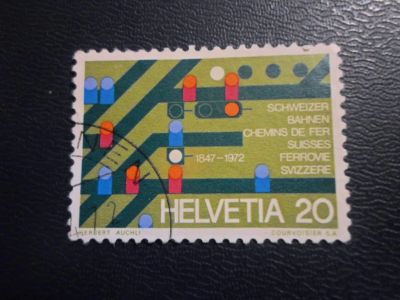 SCHWEIZER
BAHNEN
CHEMINS DE FER
SUISSES
1847-1972 FERROVIE
SVIZZERE
HELVETIA 20
HERBERT AUCHLI COURVOISIER S.A.